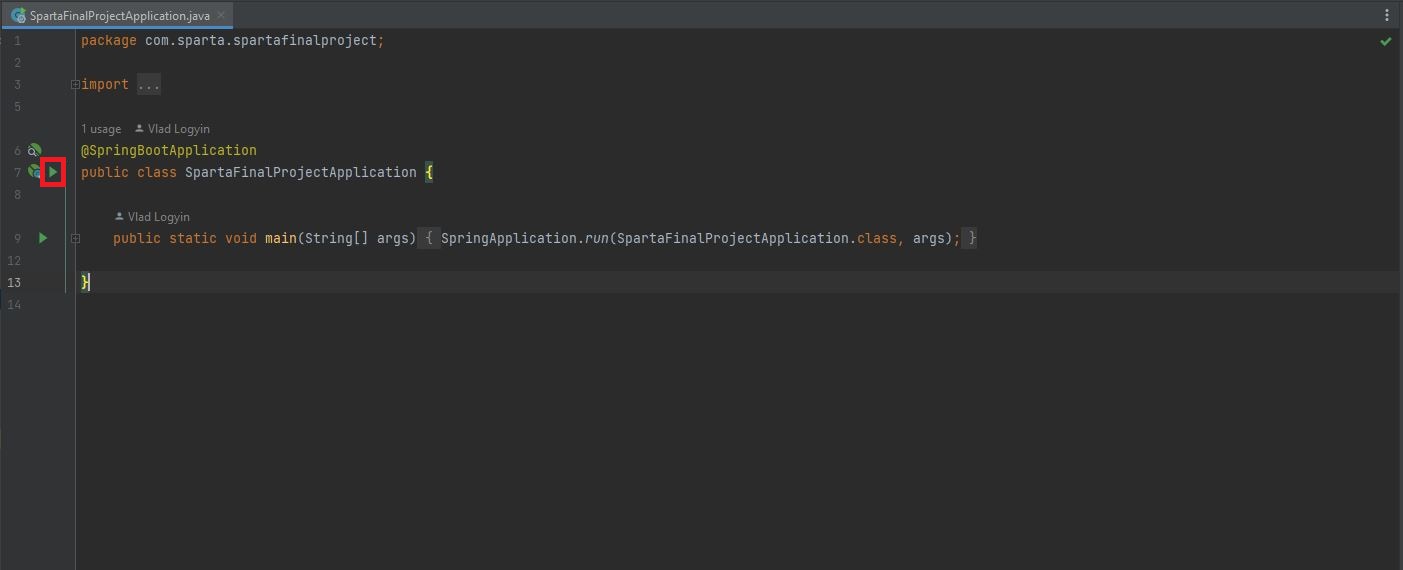 SpartaFinalProjectApplication.java
1 package com.sparta.spartafinalproject;
2
3 import ...
5
1 usage Vlad Logyin
6 @SpringBootApplication
7 public class SpartaFinalProjectApplication {
8
Vlad Logyin
9 public static void main(String[] args) { SpringApplication.run(SpartaFinalProjectApplication.class, args); }
12
13 }
14